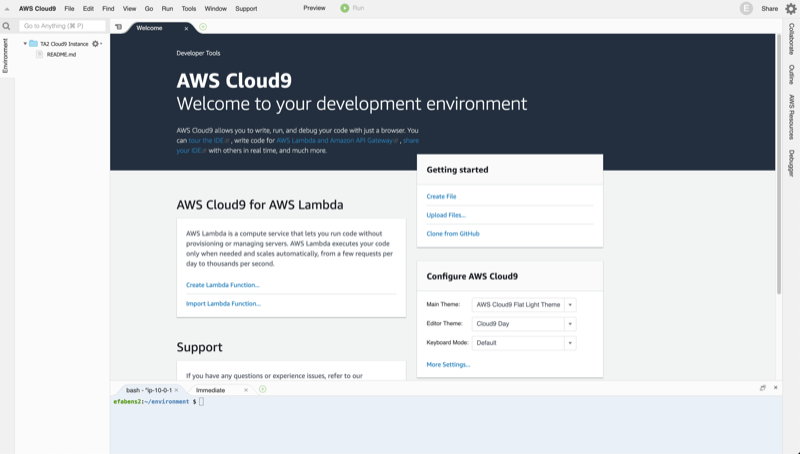 AWS Cloud9 File Edit Find View Go Run Tools Window Support Preview Run E Share
Go to Anything (⌘ P)
Environment
TA2 Cloud9 Instance
README.md
Welcome
Developer Tools
AWS Cloud9
Welcome to your development environment
AWS Cloud9 allows you to write, run, and debug your code with just a browser. You
can tour the IDE, write code for AWS Lambda and Amazon API Gateway, share
your IDE with others in real time, and much more.
Getting started
Create File
Upload Files...
Clone from GitHub
AWS Cloud9 for AWS Lambda
AWS Lambda is a compute service that lets you run code without
provisioning or managing servers. AWS Lambda executes your code
only when needed and scales automatically, from a few requests per
day to thousands per second.
Create Lambda Function...
Import Lambda Function...
Configure AWS Cloud9
Main Theme: AWS Cloud9 Flat Light Theme
Editor Theme: Cloud9 Day
Keyboard Mode: Default
More Settings...
Support
If you have any questions or experience issues, refer to our
Collaborate
Outline
AWS Resources
Debugger
bash - "ip-10-0-1 Immediate
efabens2:~/environment $